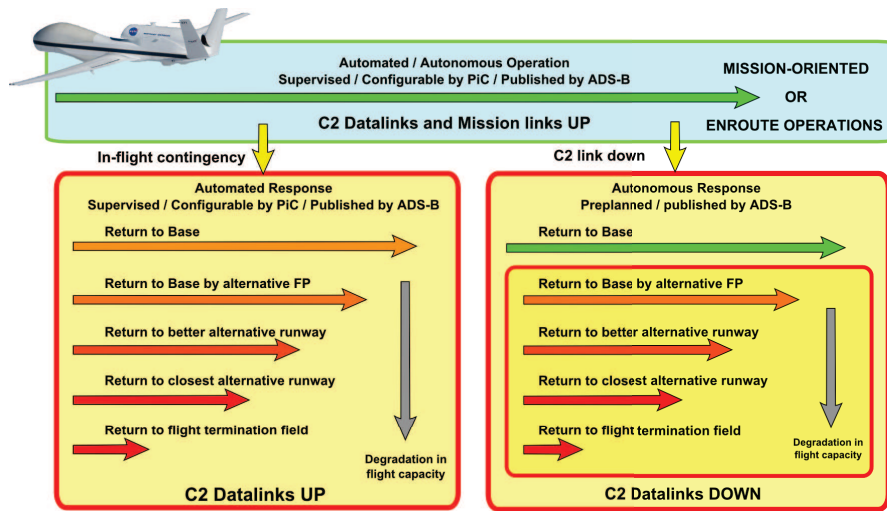 Automated / Autonomous Operation
Supervised / Configurable by PiC / Published by ADS-B
MISSION-ORIENTED
OR
ENROUTE OPERATIONS
C2 Datalinks and Mission links UP
In-flight contingency
C2 link down
Automated Response
Supervised / Configurable by PiC / Published by ADS-B
Return to Base
Return to Base by alternative FP
Return to better alternative runway
Return to closest alternative runway
Return to flight termination field
Degradation in
flight capacity
C2 Datalinks UP
Autonomous Response
Preplanned / published by ADS-B
Return to Base
Return to Base by alternative FP
Return to better alternative runway
Return to closest alternative runway
Return to flight termination field
Degradation in
flight capacity
C2 Datalinks DOWN